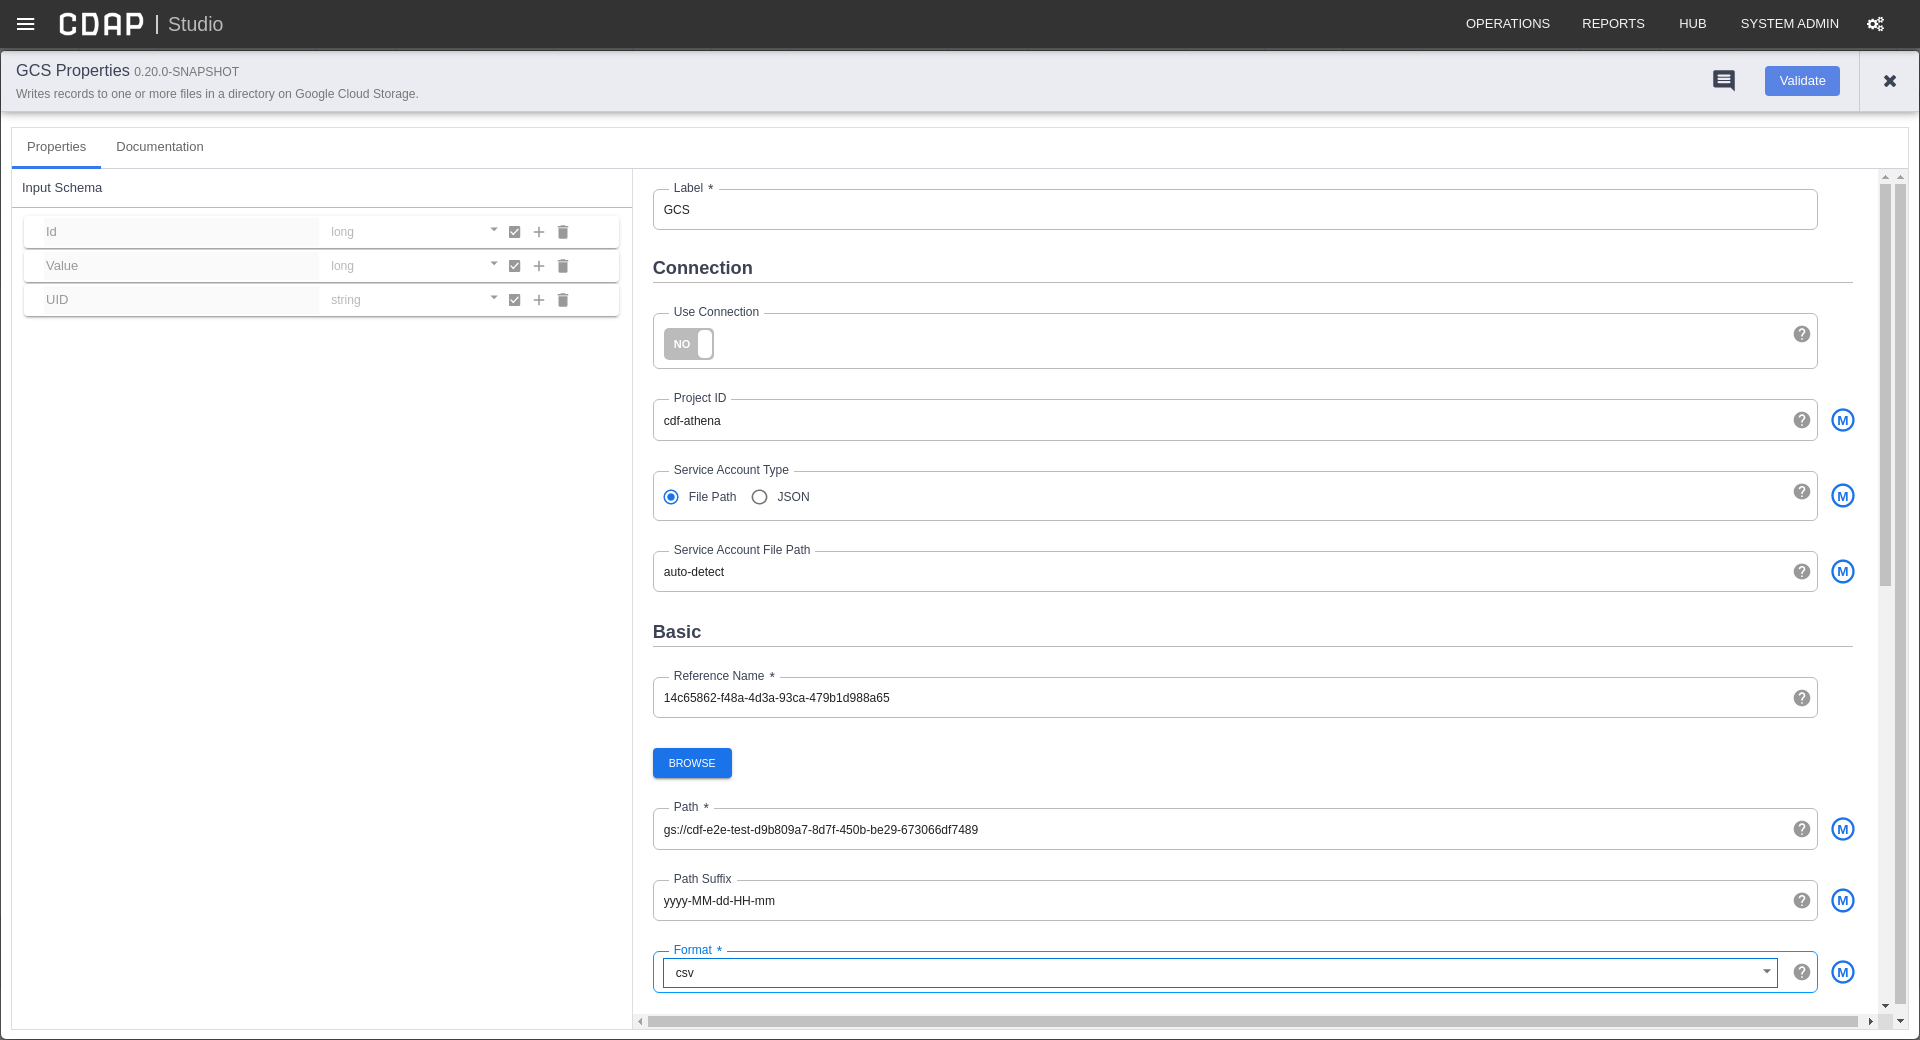 CDAP | Studio
OPERATIONS REPORTS HUB SYSTEM ADMIN
GCS Properties 0.20.0-SNAPSHOT
Writes records to one or more files in a directory on Google Cloud Storage.
Validate
Properties Documentation
Input Schema
Id long
Value long
UID string
Label *
GCS
Connection
Use Connection
NO
Project ID
cdf-athena
M
Service Account Type
File Path JSON
M
Service Account File Path
auto-detect
M
Basic
Reference Name *
14c65862-f48a-4d3a-93ca-479b1d988a65
BROWSE
Path *
gs://cdf-e2e-test-d9b809a7-8d7f-450b-be29-673066df7489
M
Path Suffix
yyyy-MM-dd-HH-mm
M
Format *
csv
M